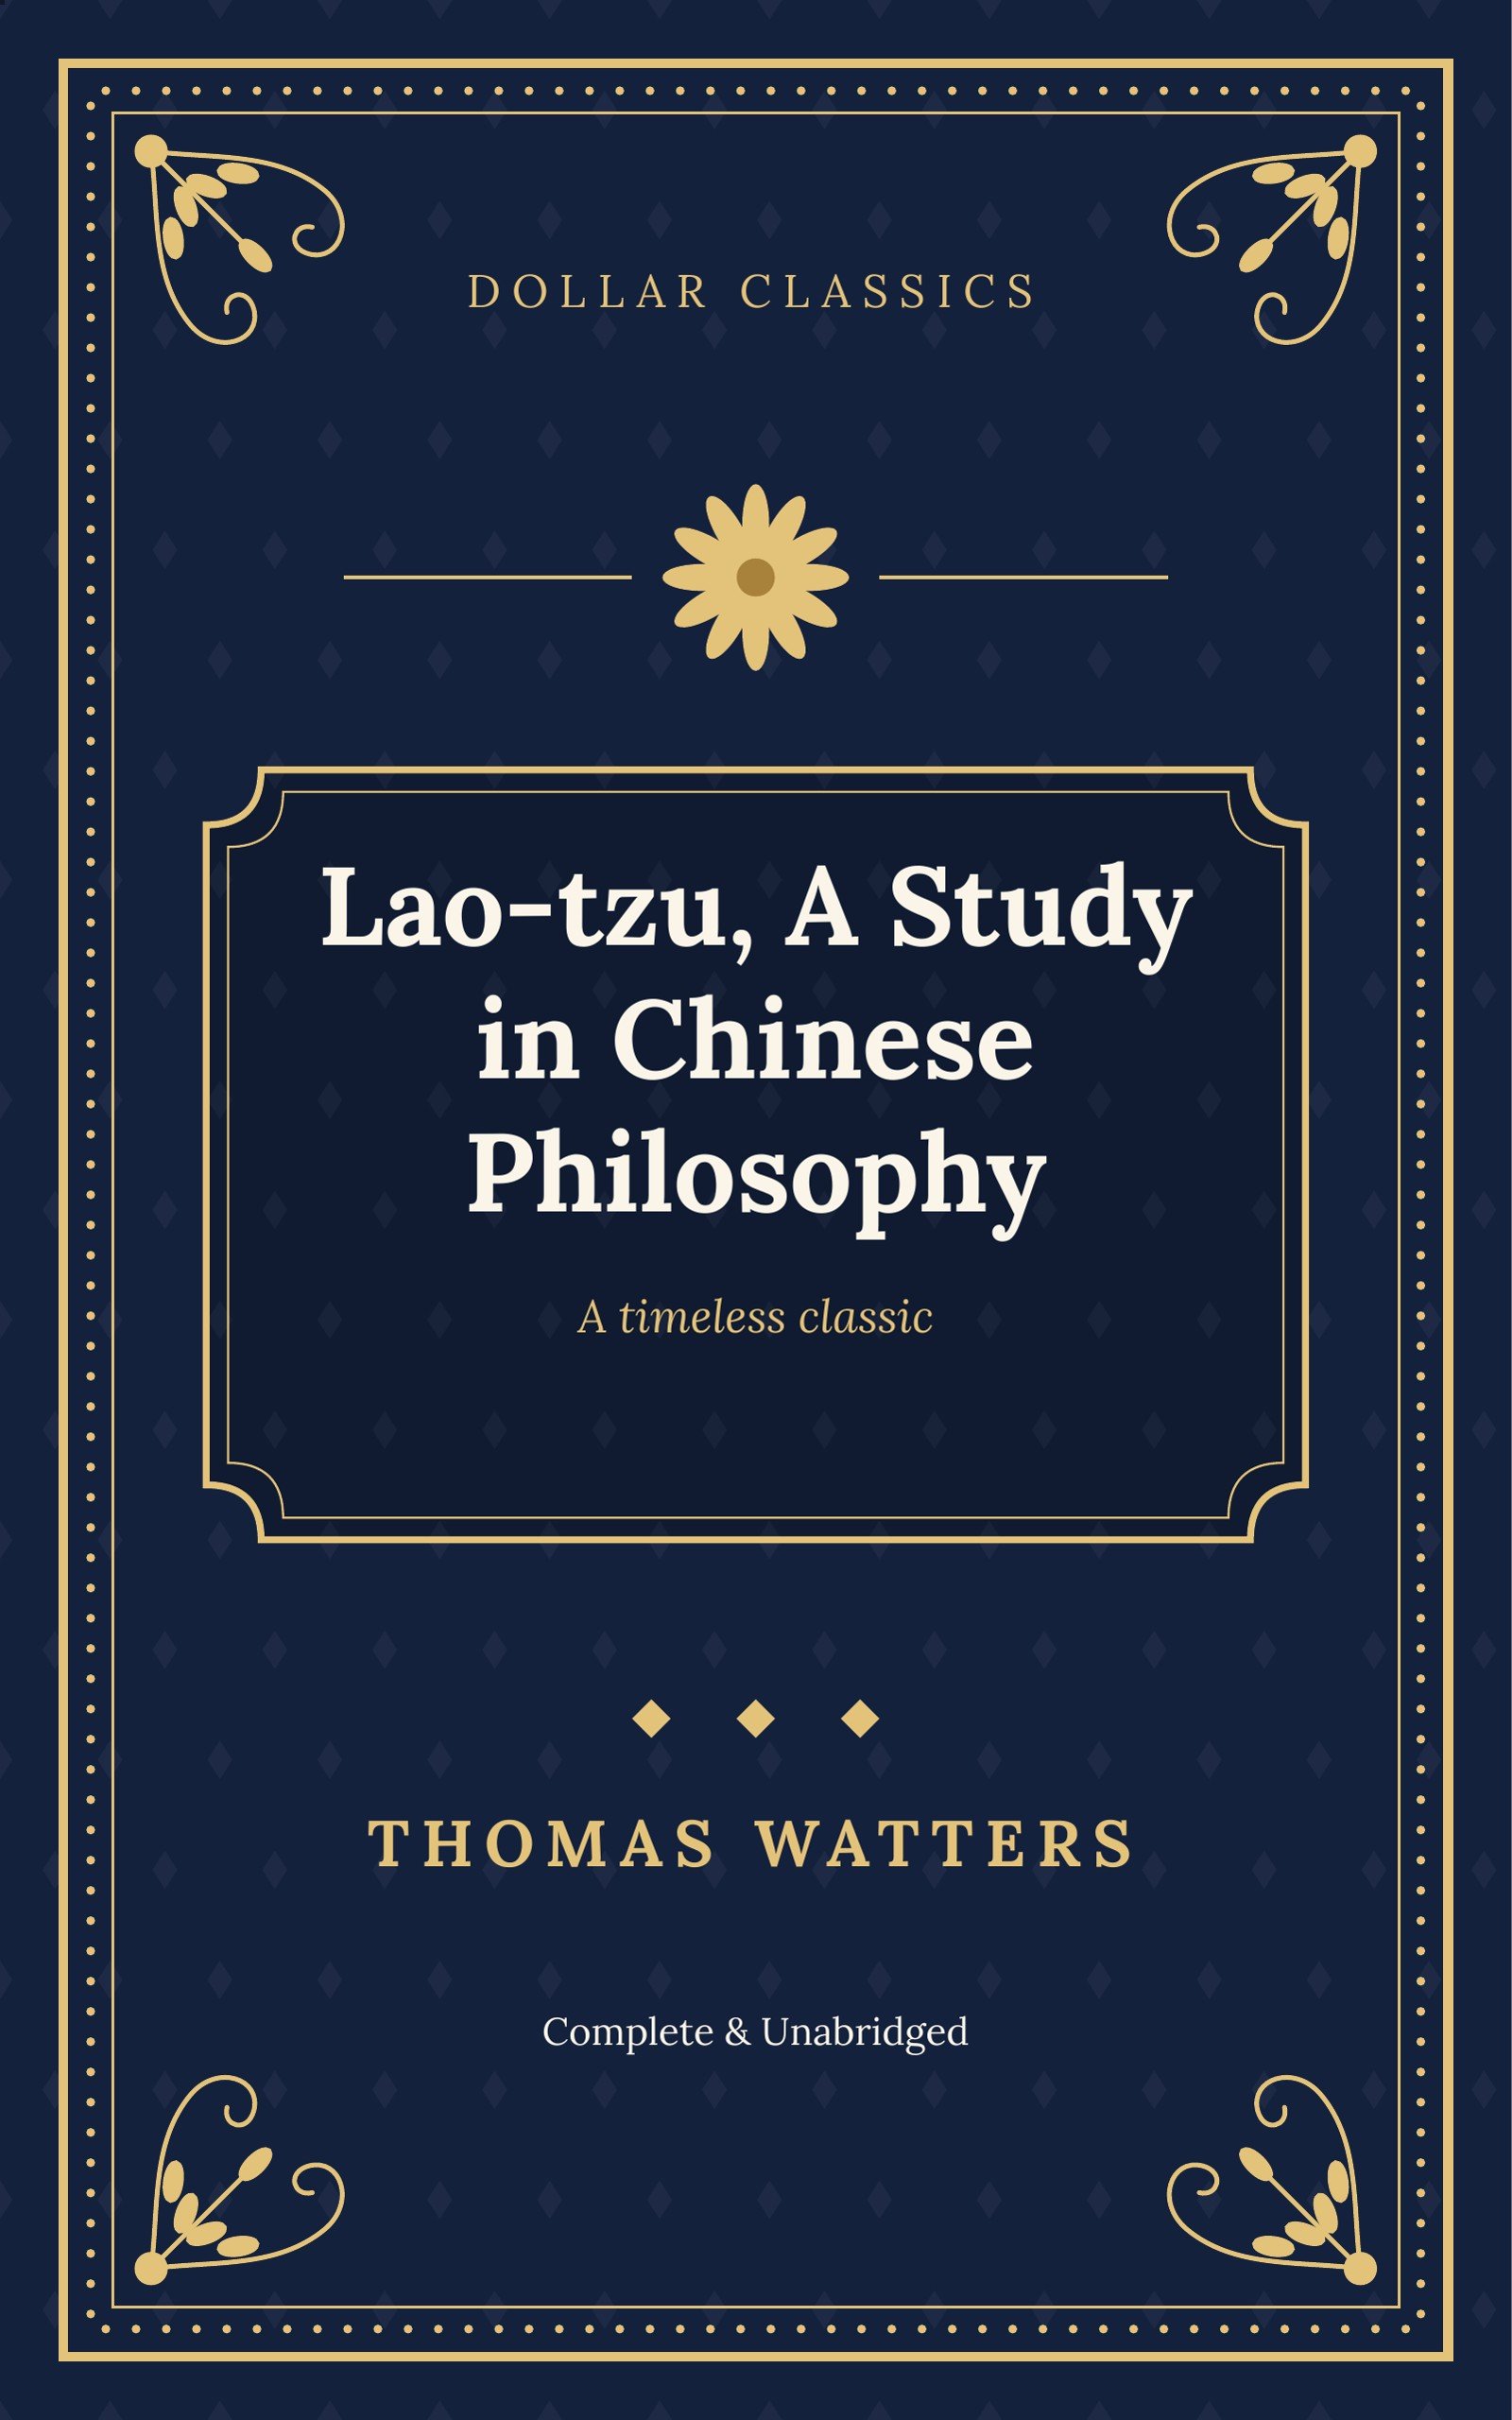 DOLLAR CLASSICS
Lao-tzu, A Study
in Chinese
Philosophy
A timeless classic
THOMAS WATTERS
Complete & Unabridged